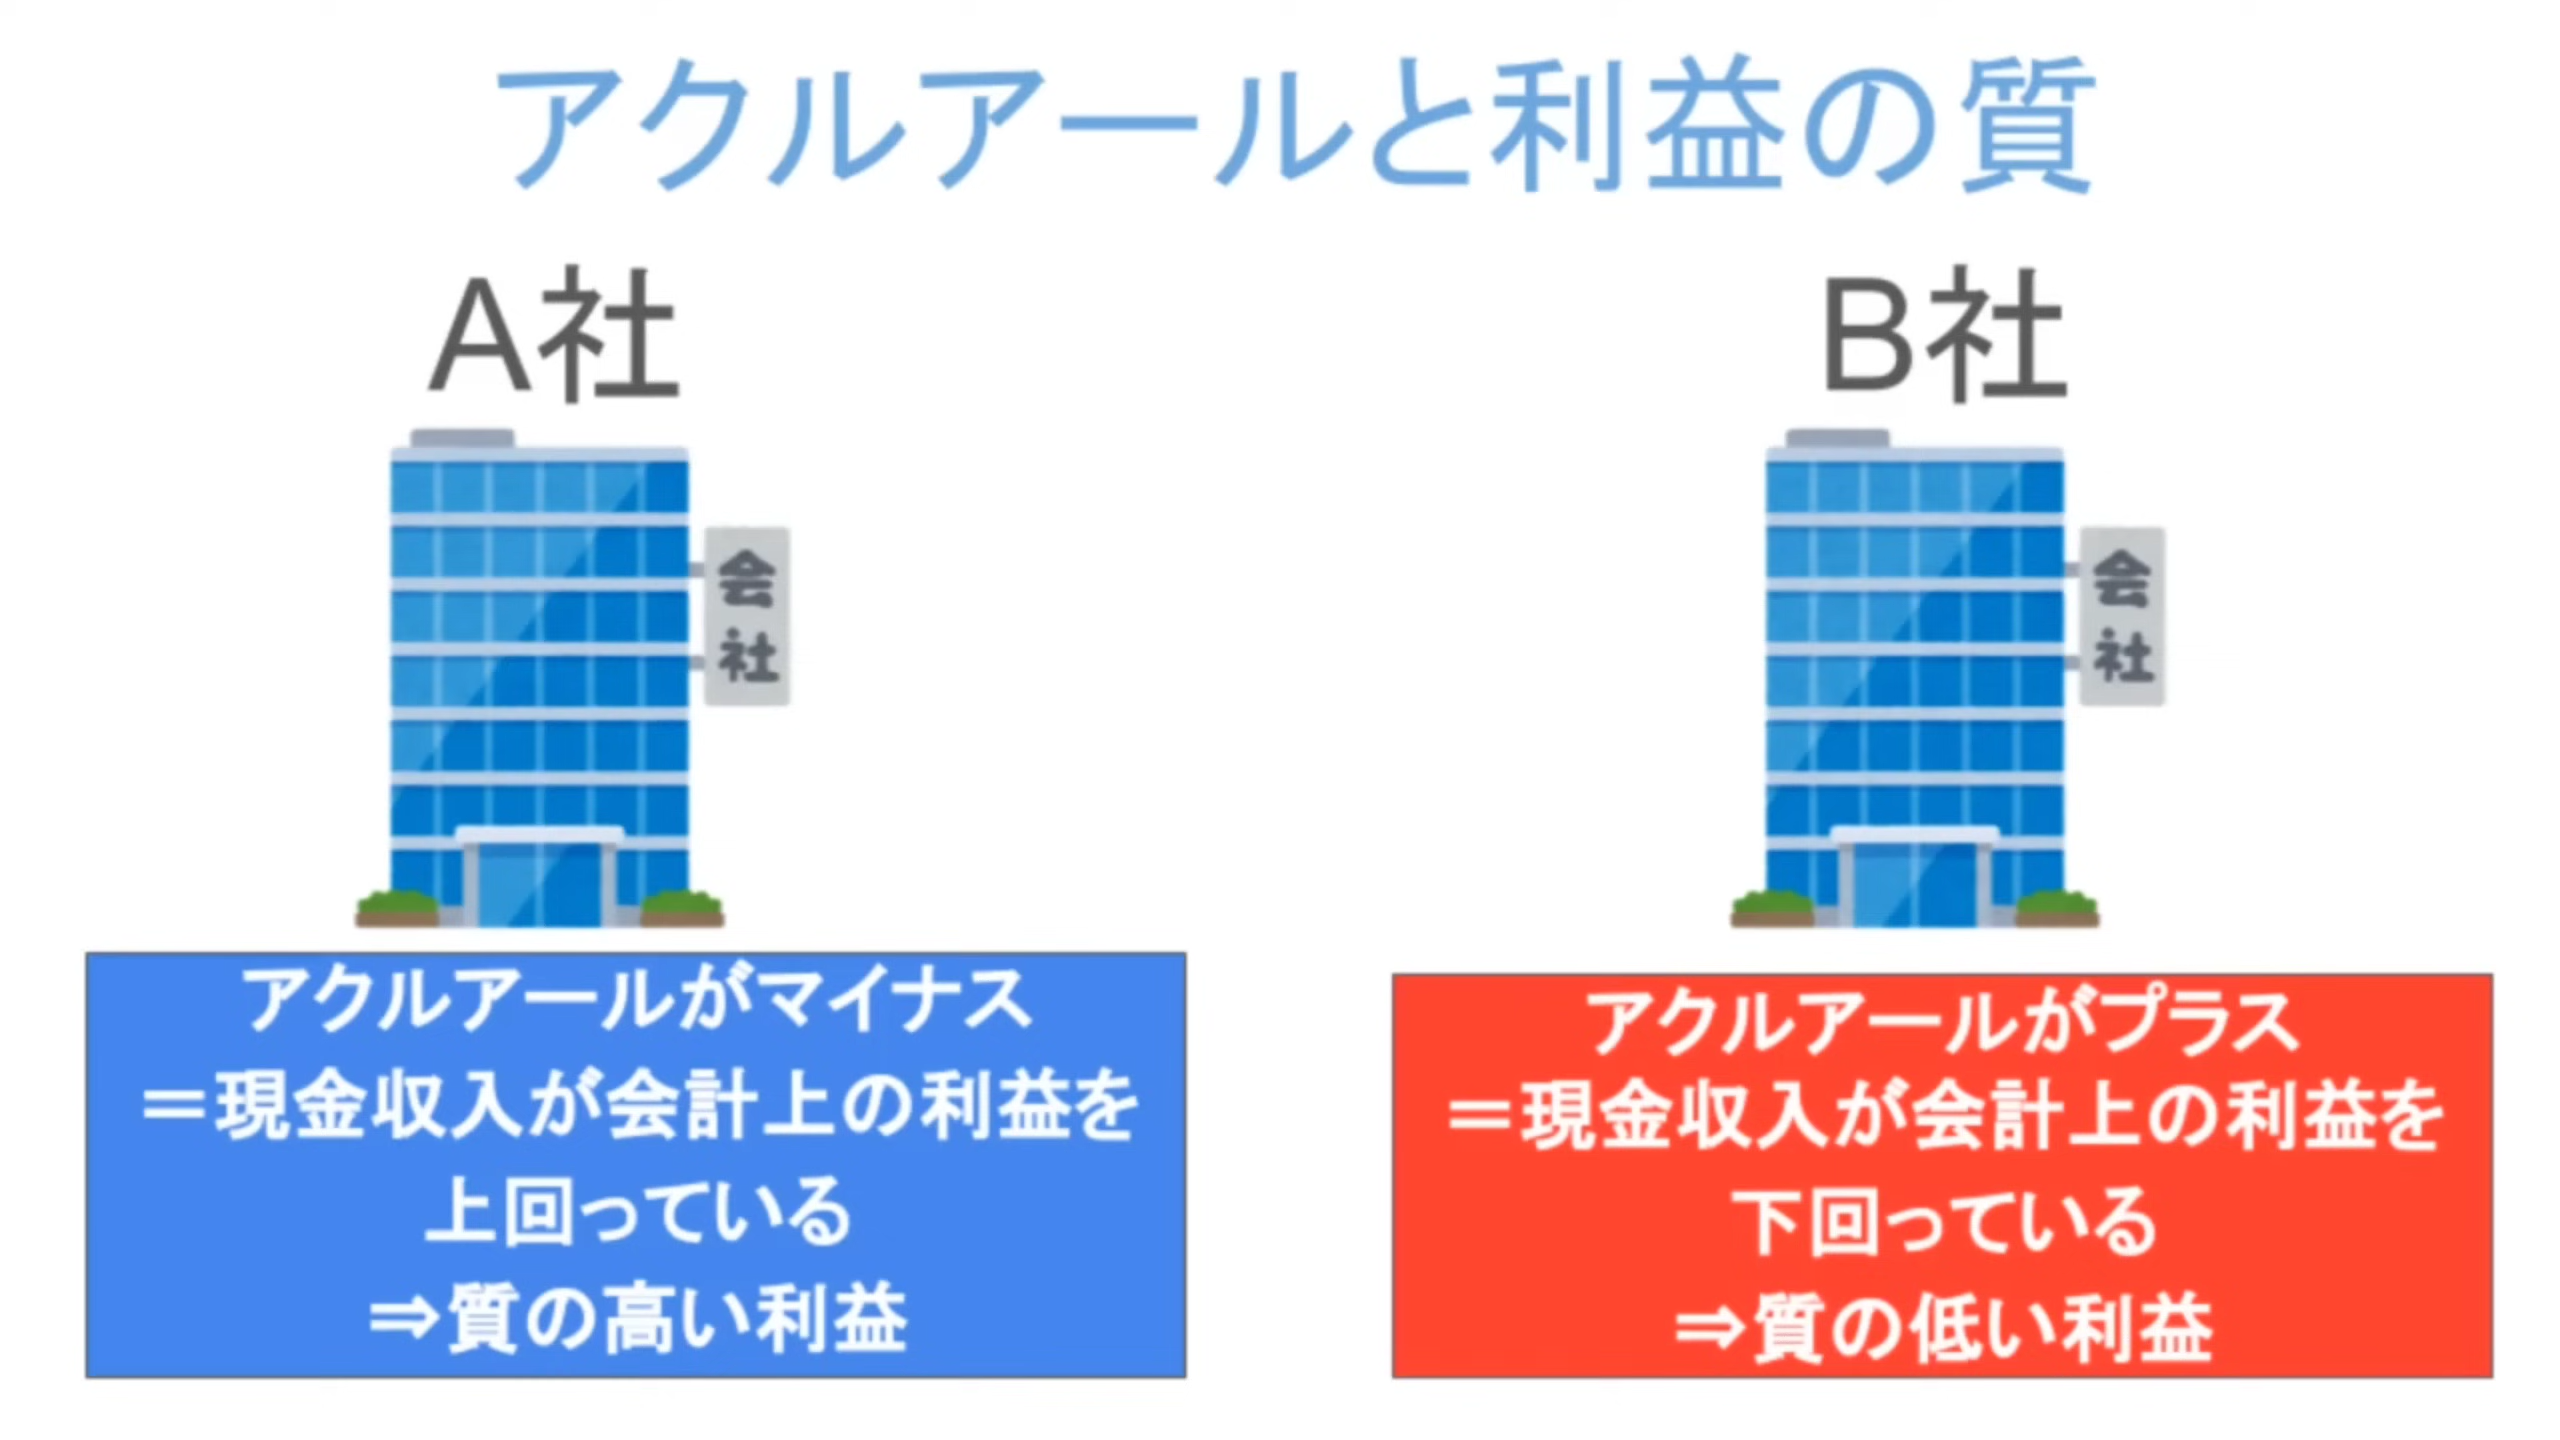 アクルアールと利益の質
A社
B社
会社
会社
アクルアールがマイナス
＝現金収入が会計上の利益を
上回っている
⇒質の高い利益
アクルアールがプラス
＝現金収入が会計上の利益を
下回っている
⇒質の低い利益